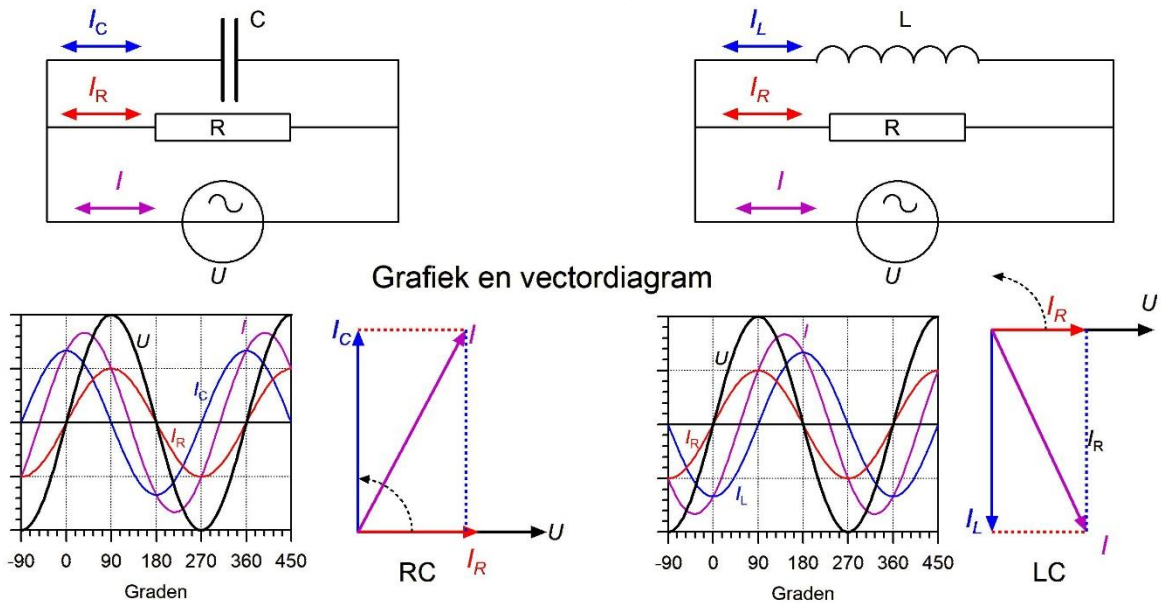 I_C C
I_R
R
I
U
I_L L
I_R
R
I
U
Grafiek en vectordiagram
U
I
I_C
I_R
-90 0 90 180 270 360 450
Graden
I_C I
I_R U
RC
U
I
I_R
I_L
-90 0 90 180 270 360 450
Graden
I_R U
I_R
I_L I
LC